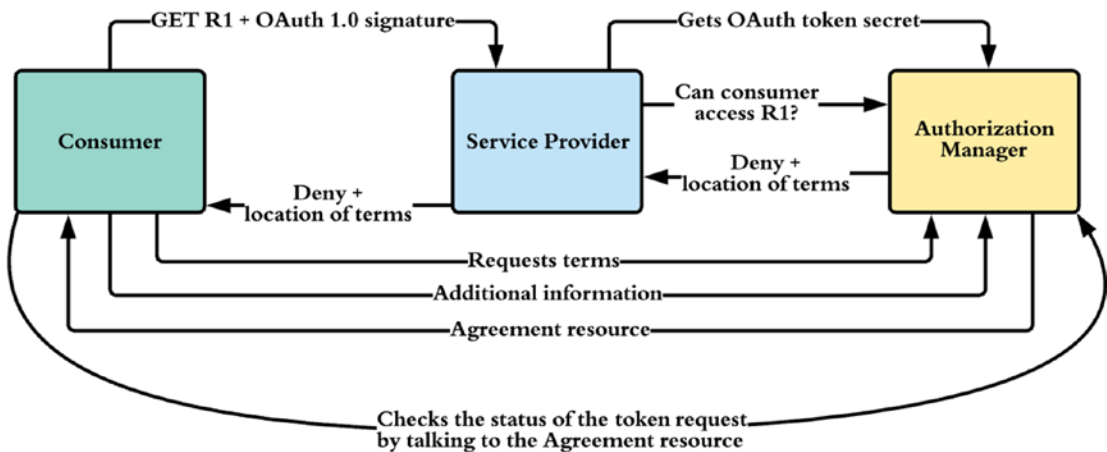 GET R1 + OAuth 1.0 signature
Gets OAuth token secret
Consumer
Service Provider
Can consumer
access R1?
Authorization
Manager
Deny +
location of terms
Deny +
location of terms
Requests terms
Additional information
Agreement resource
Checks the status of the token request
by talking to the Agreement resource